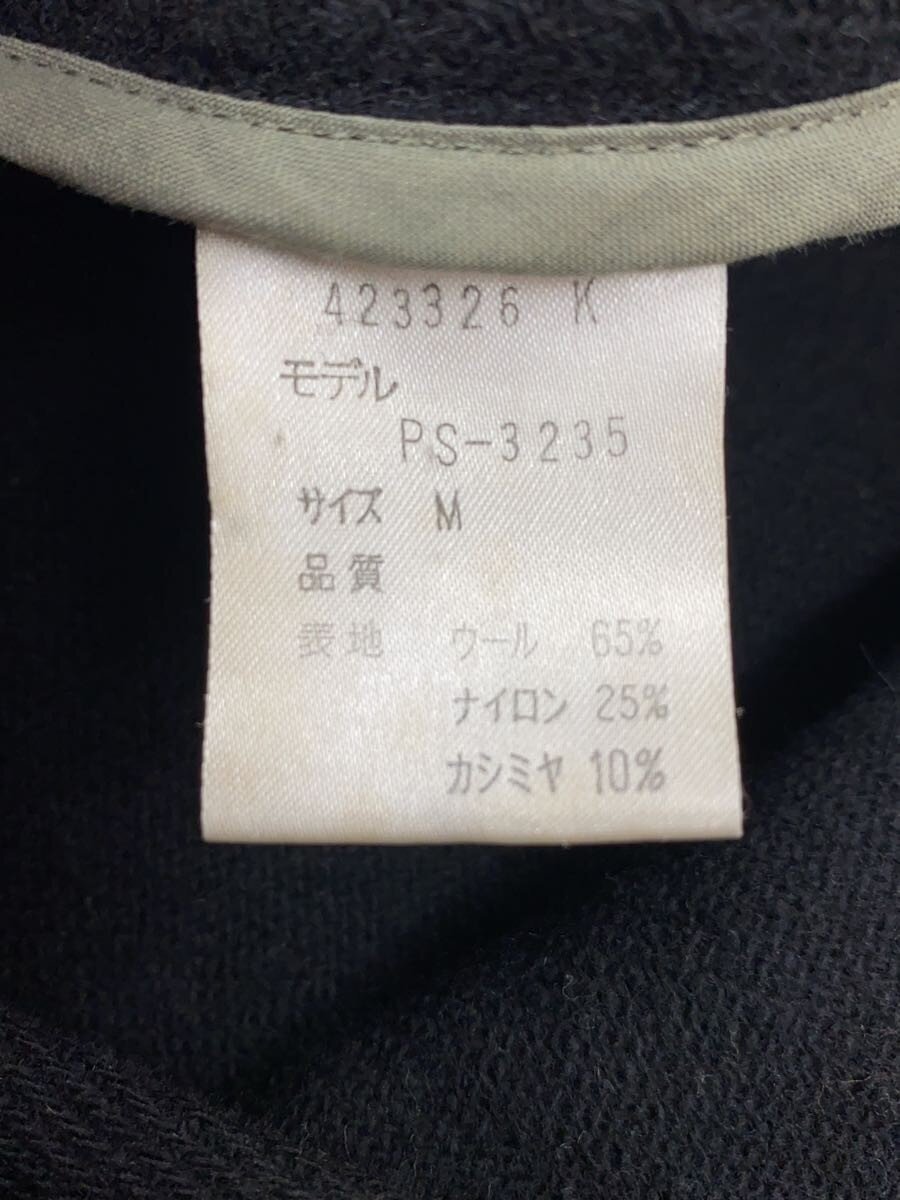 423326 K
モデル
PS-3235
サイズ M
品質
表地 ウール 65%
ナイロン 25%
カシミヤ 10%